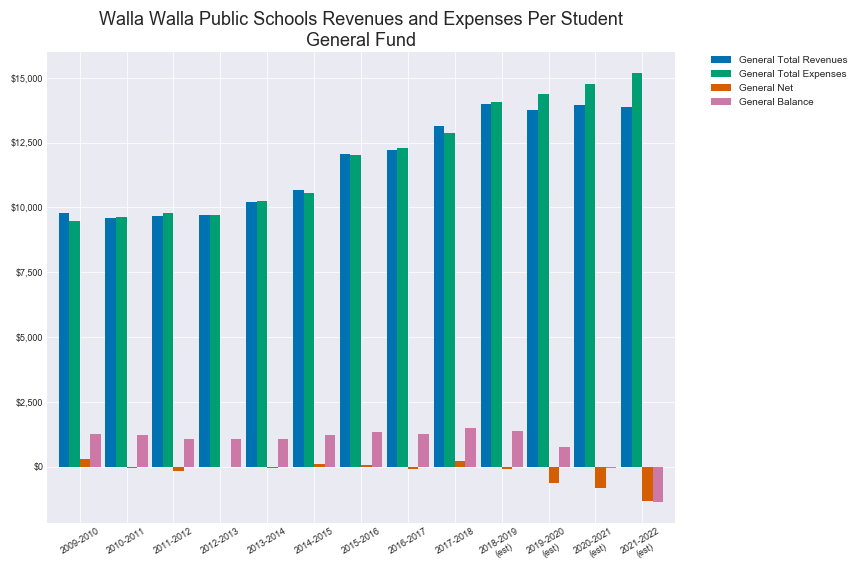 Walla Walla Public Schools Revenues and Expenses Per Student
General Fund
General Total Revenues
General Total Expenses
General Net
General Balance
$15,000
$12,500
$10,000
$7,500
$5,000
$2,500
$0
2009-2010
2010-2011
2011-2012
2012-2013
2013-2014
2014-2015
2015-2016
2016-2017
2017-2018
2018-2019
(est)
2019-2020
(est)
2020-2021
(est)
2021-2022
(est)